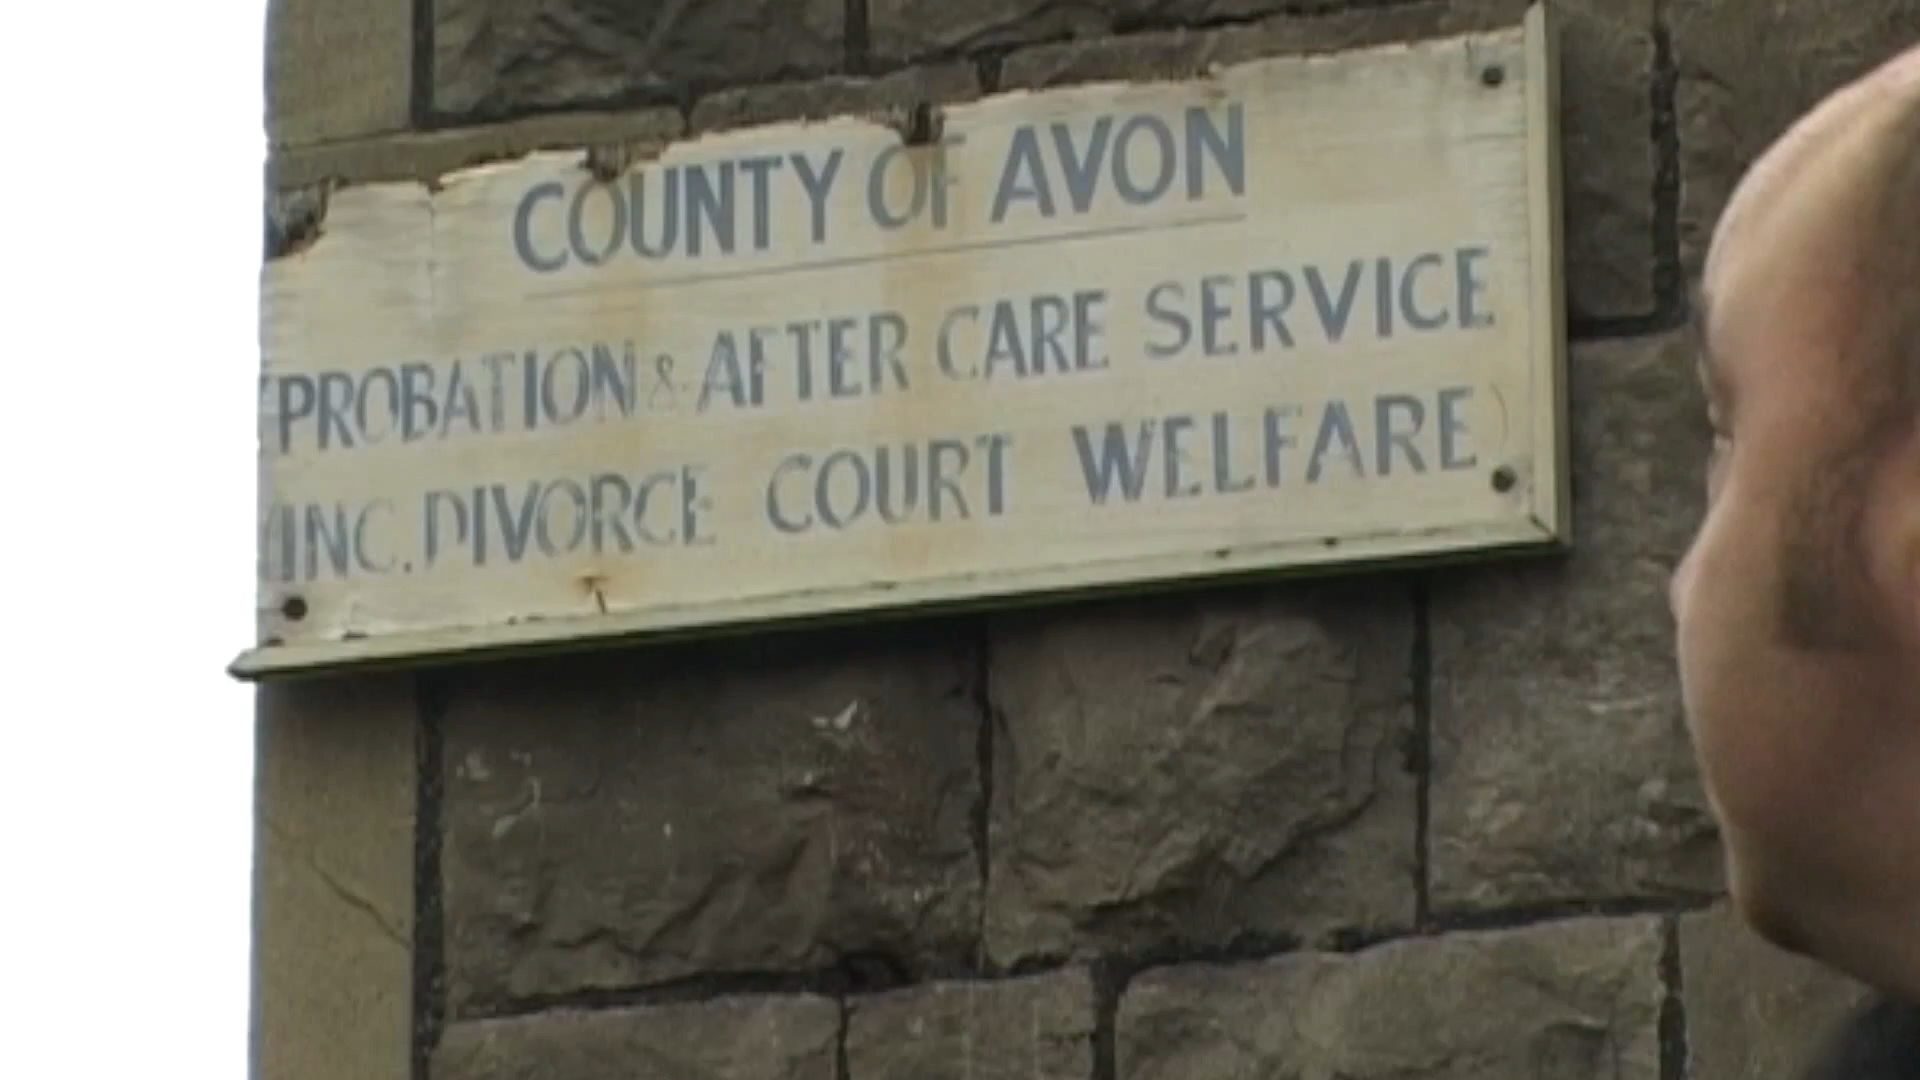 COUNTY OF AVON
PROBATION & AFTER CARE SERVICE
(INC. DIVORCE COURT WELFARE)